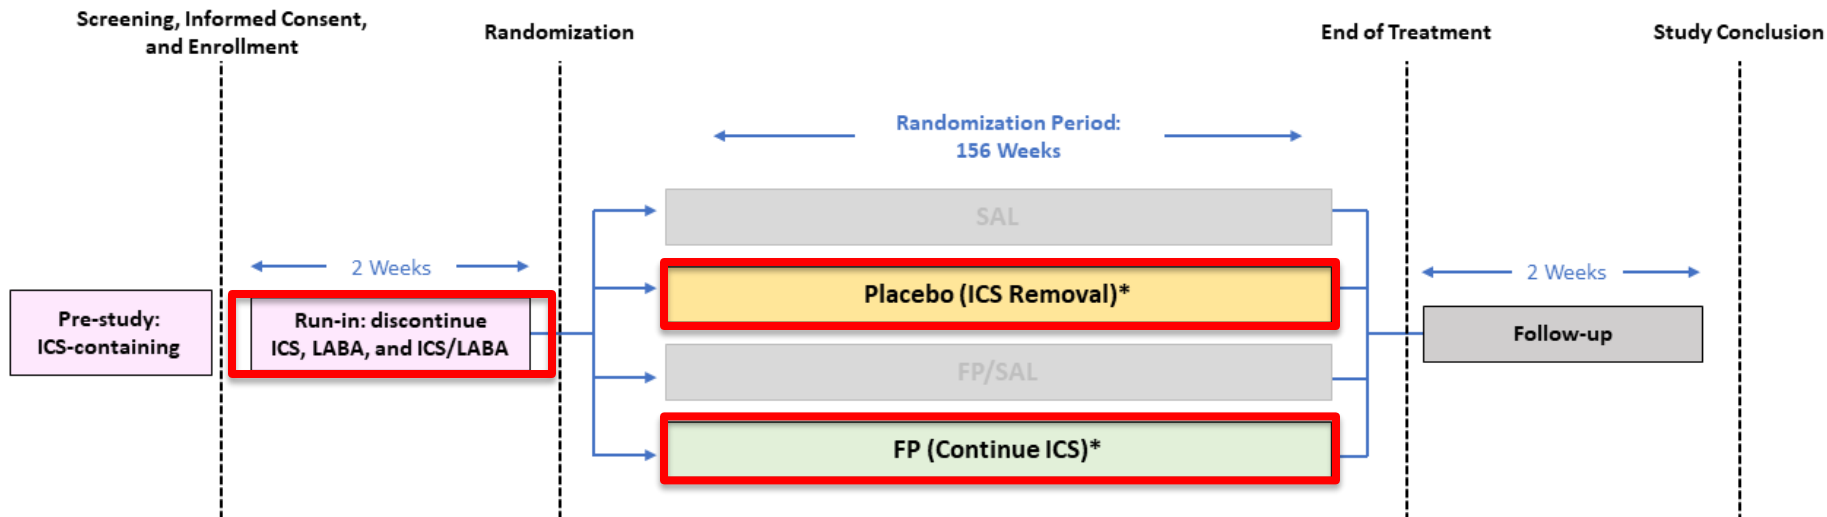 Screening, Informed Consent,
and Enrollment
Randomization
End of Treatment
Study Conclusion
Randomization Period:
156 Weeks
SAL
2 Weeks
Placebo (ICS Removal)*
2 Weeks
Pre-study:
ICS-containing
Run-in: discontinue
ICS, LABA, and ICS/LABA
Follow-up
FP/SAL
FP (Continue ICS)*